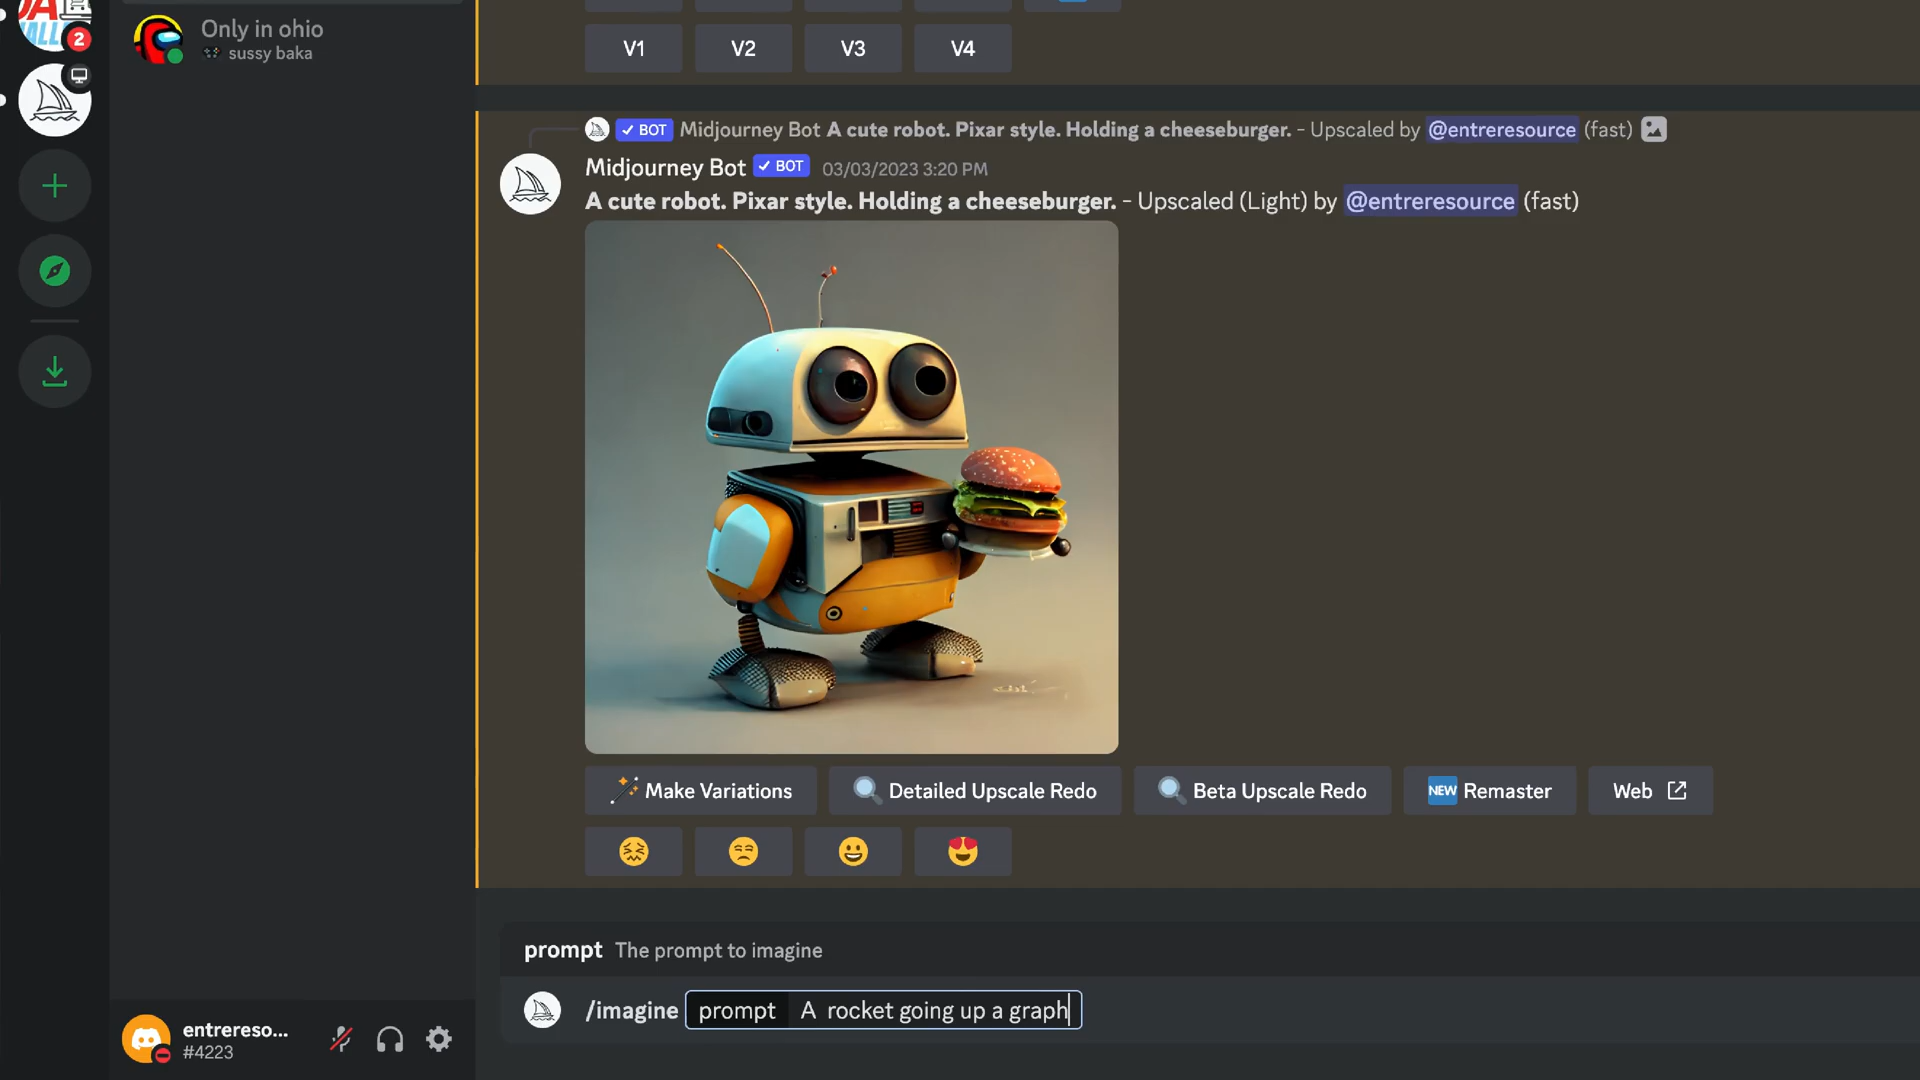 2
Only in ohio
sussy baka
V1 V2 V3 V4
✓ BOT Midjourney Bot A cute robot. Pixar style. Holding a cheeseburger. - Upscaled by @entreresource (fast)
Midjourney Bot ✓ BOT 03/03/2023 3:20 PM
A cute robot. Pixar style. Holding a cheeseburger. - Upscaled (Light) by @entreresource (fast)
Make Variations Detailed Upscale Redo Beta Upscale Redo NEW Remaster Web
prompt The prompt to imagine
/imagine prompt A rocket going up a graph
entrereso...
#4223